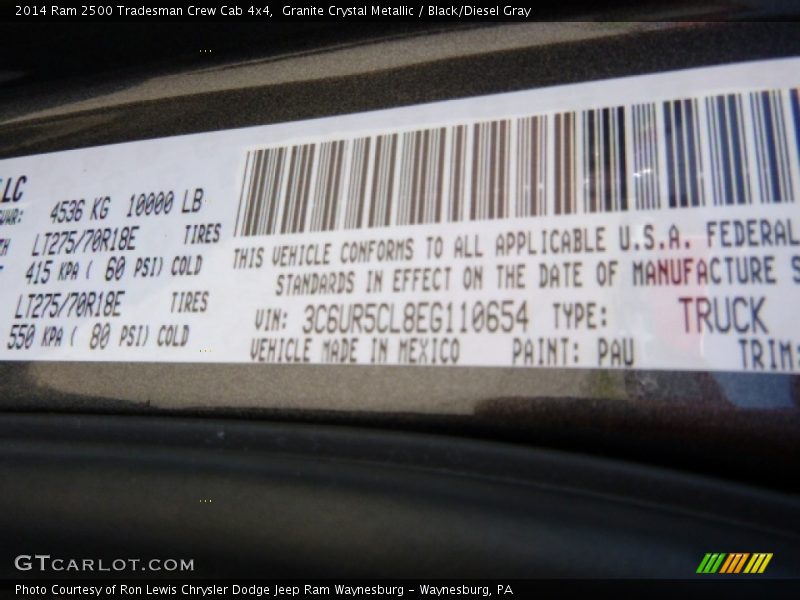 2014 Ram 2500 Tradesman Crew Cab 4x4,  Granite Crystal Metallic / Black/Diesel Gray
LC
4536 KG 10000 LB
LT275/70R18E TIRES
415 KPA ( 60 PSI) COLD
LT275/70R18E TIRES
550 KPA ( 80 PSI) COLD
THIS VEHICLE CONFORMS TO ALL APPLICABLE U.S.A. FEDERAL
STANDARDS IN EFFECT ON THE DATE OF MANUFACTURE S
VIN: 3C6UR5CL8EG110654 TYPE: TRUCK
VEHICLE MADE IN MEXICO PAINT: PAU TRIM:
GTCARLOT.COM
Photo Courtesy of Ron Lewis Chrysler Dodge Jeep Ram Waynesburg – Waynesburg, PA